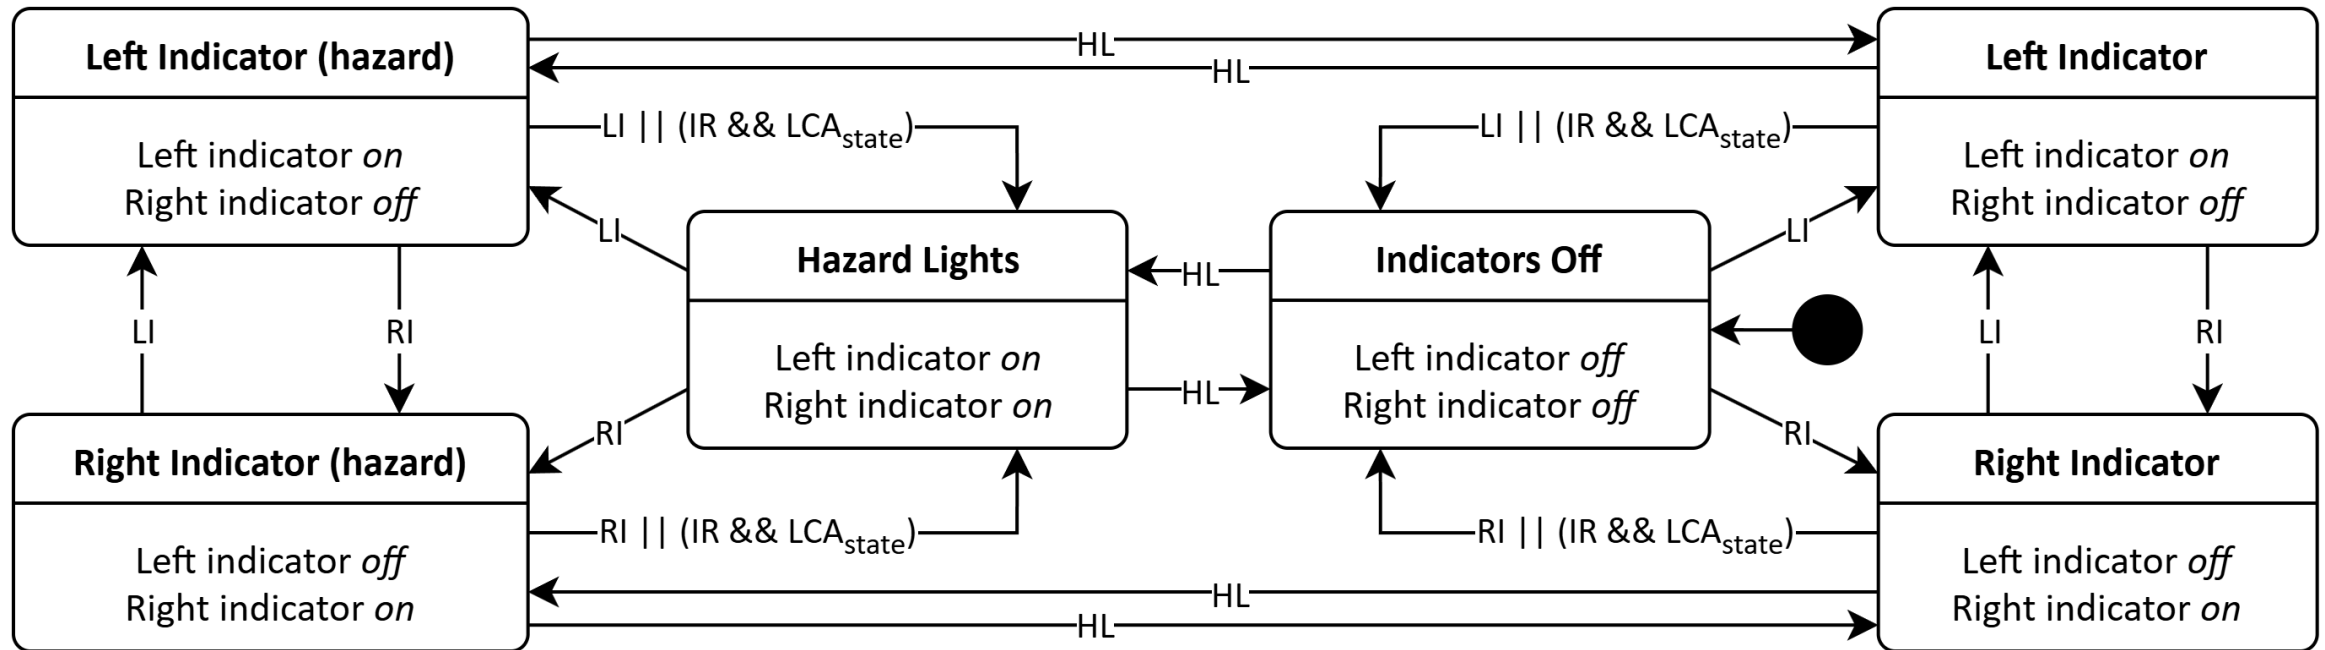 Left Indicator (hazard)
Left indicator on
Right indicator off
HL
HL
Left Indicator
Left indicator on
Right indicator off
LI || (IR && LCAstate)
LI || (IR && LCAstate)
LI
LI
Hazard Lights
Left indicator on
Right indicator on
HL
HL
Indicators Off
Left indicator off
Right indicator off
LI
RI
LI
RI
RI
RI
Right Indicator (hazard)
Left indicator off
Right indicator on
RI || (IR && LCAstate)
RI || (IR && LCAstate)
Right Indicator
Left indicator off
Right indicator on
HL
HL